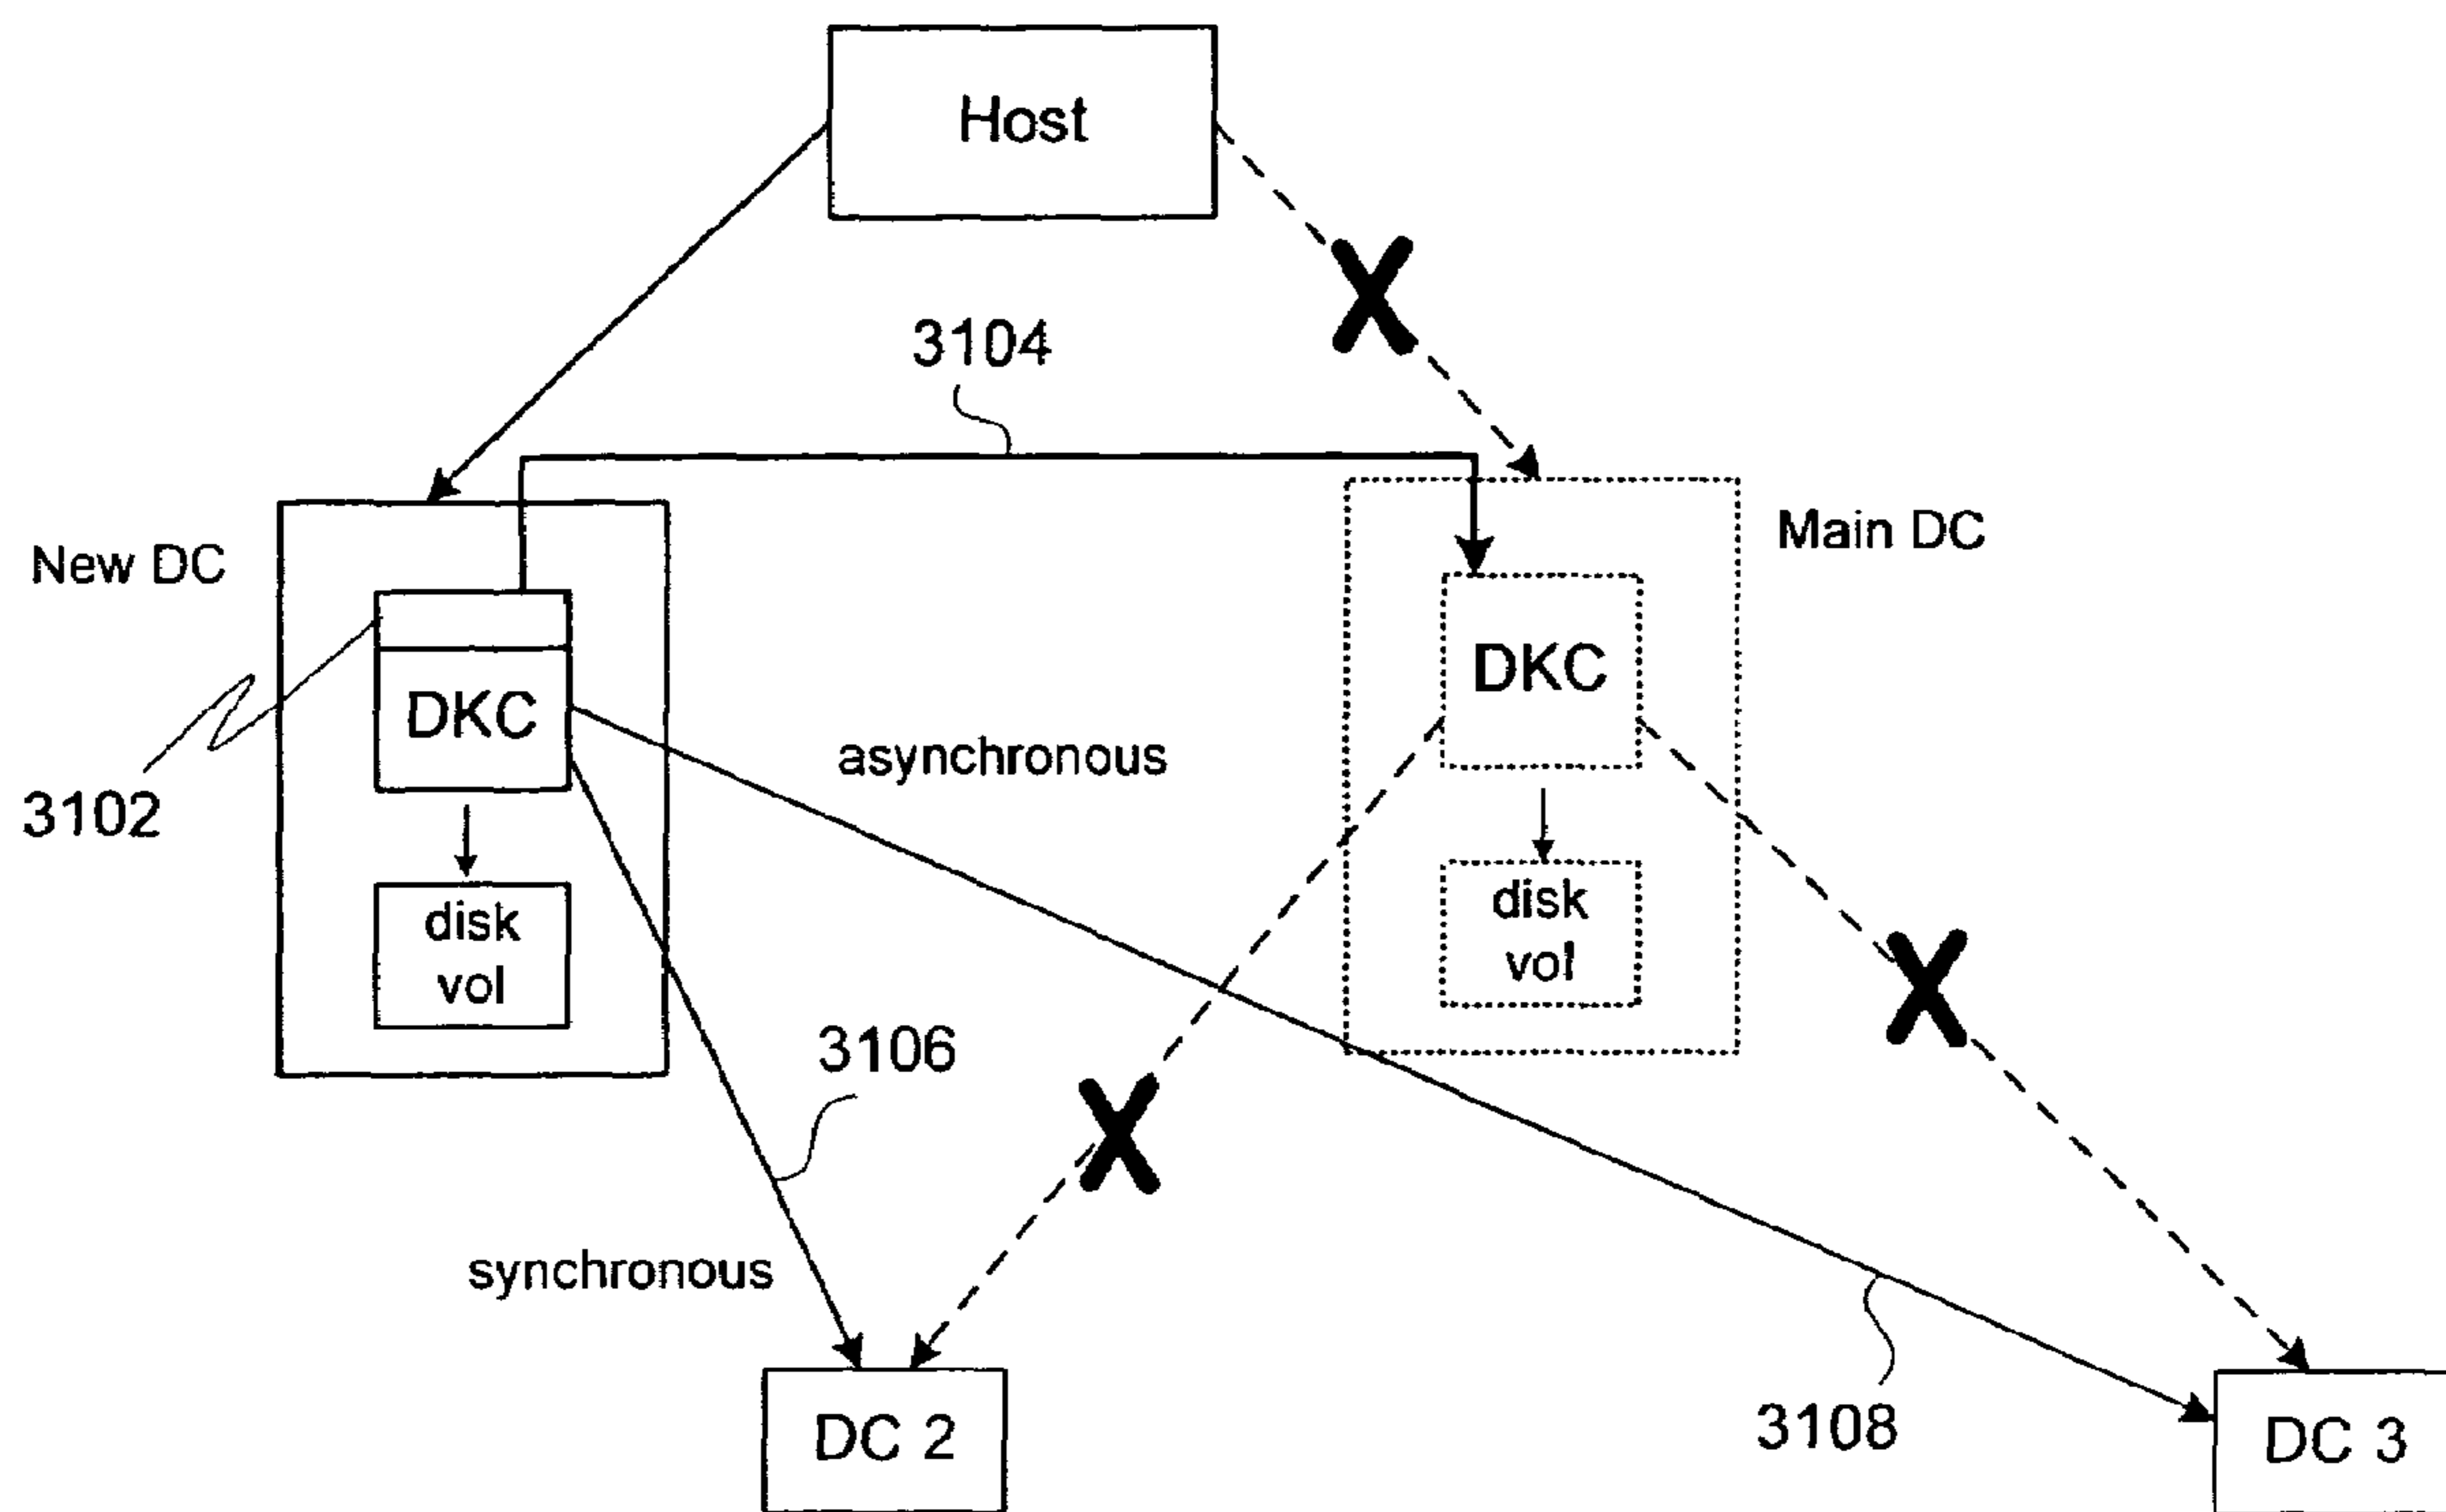 Host
3104
New DC
Main DC
DKC
DKC
asynchronous
3102
disk
vol
disk
vol
3106
synchronous
DC 2
3108
DC 3